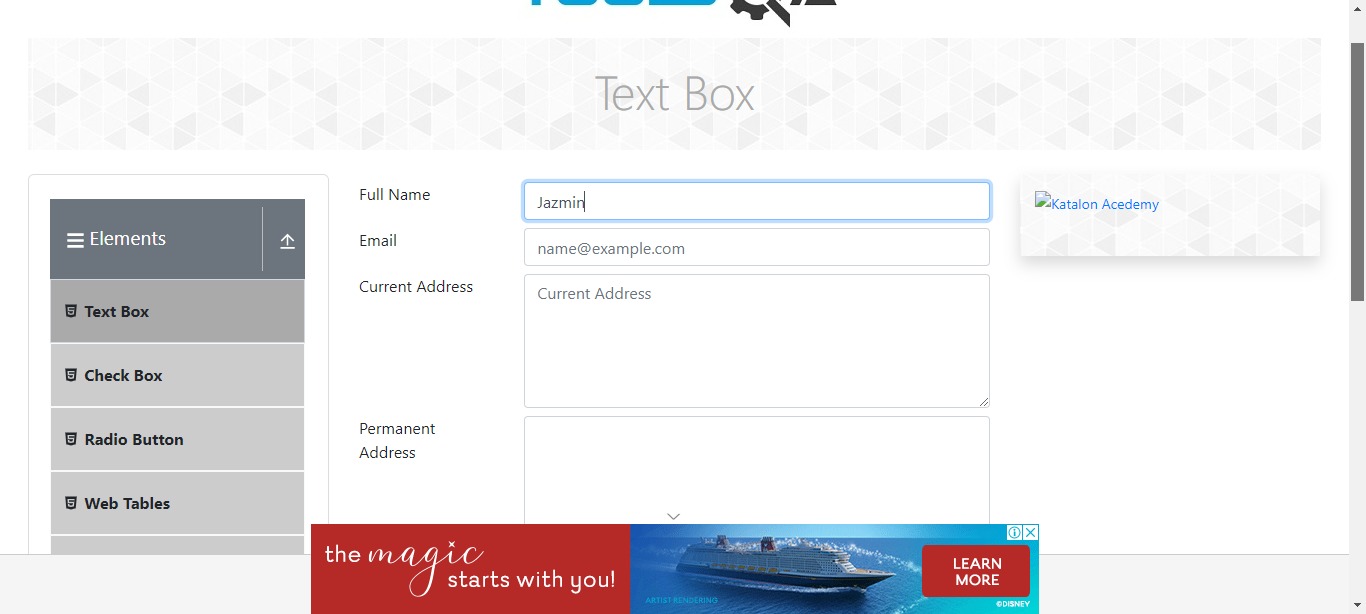 Text Box
Elements
Text Box
Check Box
Radio Button
Web Tables
Full Name
Jazmin
Email
name@example.com
Current Address
Current Address
Permanent
Address
Katalon Acedemy
the magic
starts with you!
ARTIST RENDERING
LEARN
MORE
©DISNEY